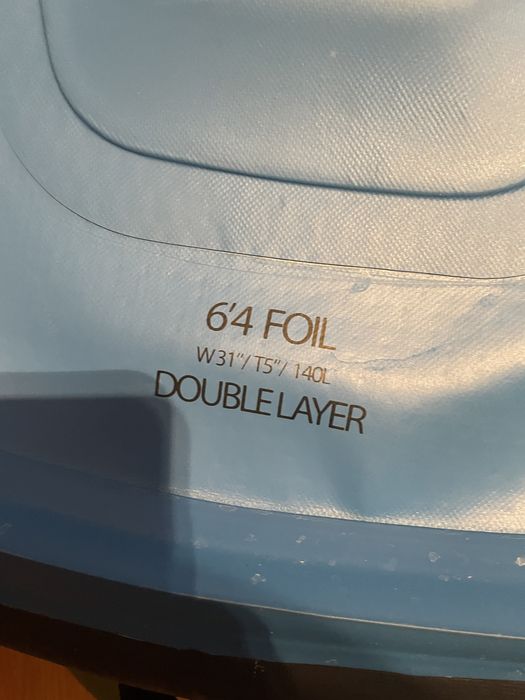 6'4 FOIL
W31"/T5"/140L
DOUBLE LAYER